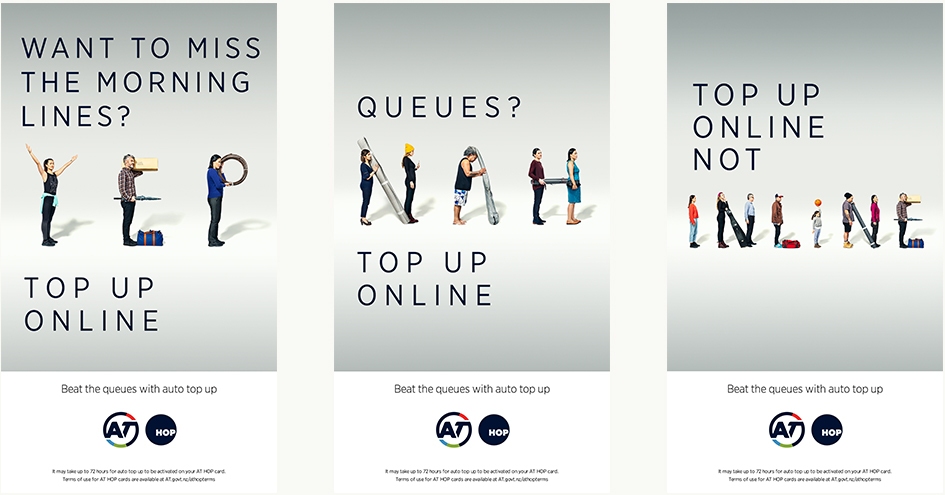 WANT TO MISS
THE MORNING
LINES?
YEP
TOP UP
ONLINE
Beat the queues with auto top up
AT
HOP
It may take up to 72 hours for auto top up to be activated on your AT HOP card.
Terms of use for AT HOP cards are available at AT.govt.nz/athopterms
QUEUES?
NAH
TOP UP
ONLINE
Beat the queues with auto top up
AT
HOP
It may take up to 72 hours for auto top up to be activated on your AT HOP card.
Terms of use for AT HOP cards are available at AT.govt.nz/athopterms
TOP UP
ONLINE
NOT
INLINE
Beat the queues with auto top up
AT
HOP
It may take up to 72 hours for auto top up to be activated on your AT HOP card.
Terms of use for AT HOP cards are available at AT.govt.nz/athopterms